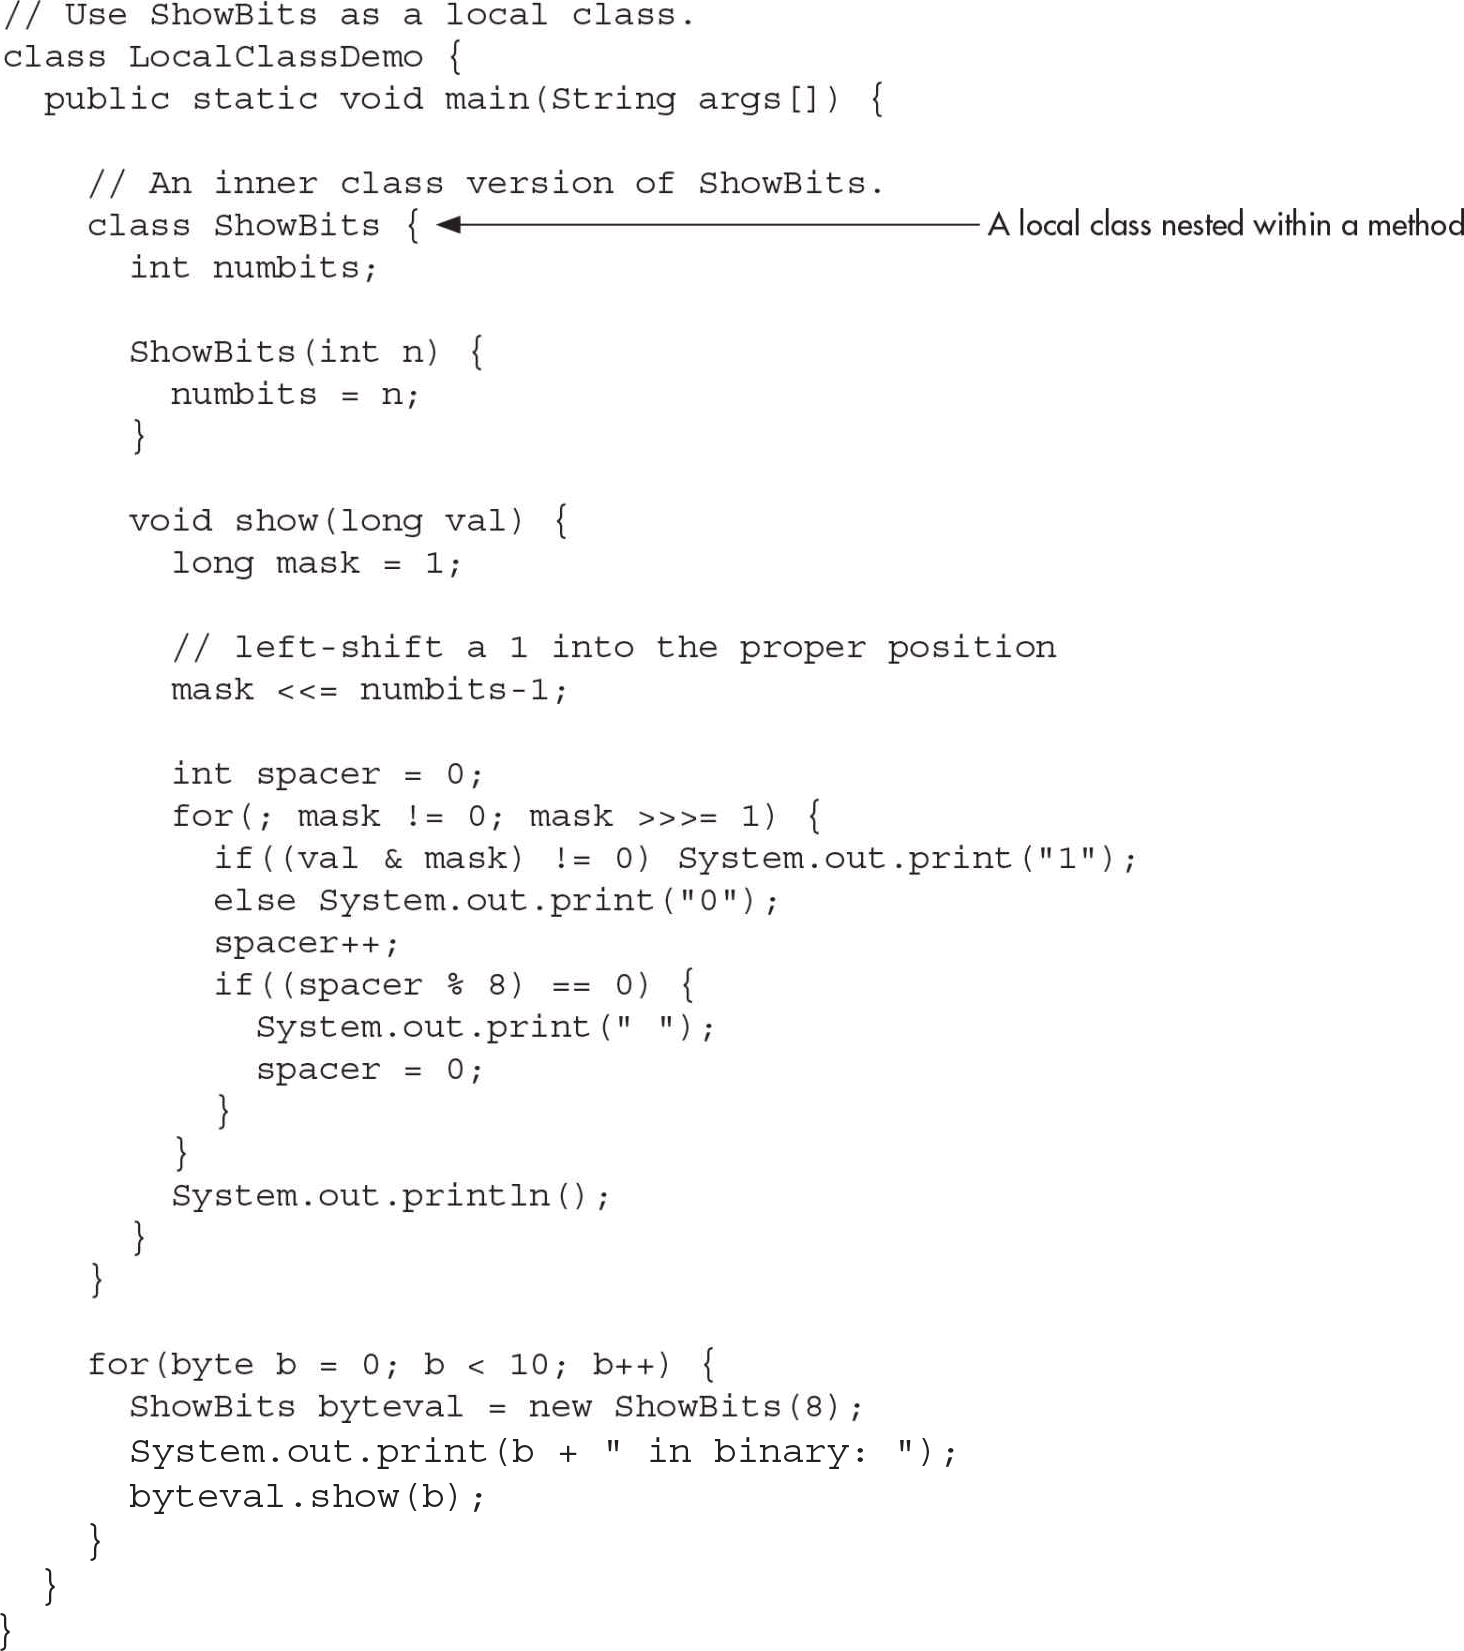 // Use ShowBits as a local class.
class LocalClassDemo {
  public static void main(String args[]) {

    // An inner class version of ShowBits.
    class ShowBits { A local class nested within a method
      int numbits;

      ShowBits(int n) {
        numbits = n;
      }

      void show(long val) {
        long mask = 1;

        // left-shift a 1 into the proper position
        mask <<= numbits-1;

        int spacer = 0;
        for(; mask != 0; mask >>>= 1) {
          if((val & mask) != 0) System.out.print("1");
          else System.out.print("0");
          spacer++;
          if((spacer % 8) == 0) {
            System.out.print(" ");
            spacer = 0;
          }
        }
        System.out.println();
      }
    }

    for(byte b = 0; b < 10; b++) {
      ShowBits byteval = new ShowBits(8);
      System.out.print(b + " in binary: ");
      byteval.show(b);
    }
  }
}